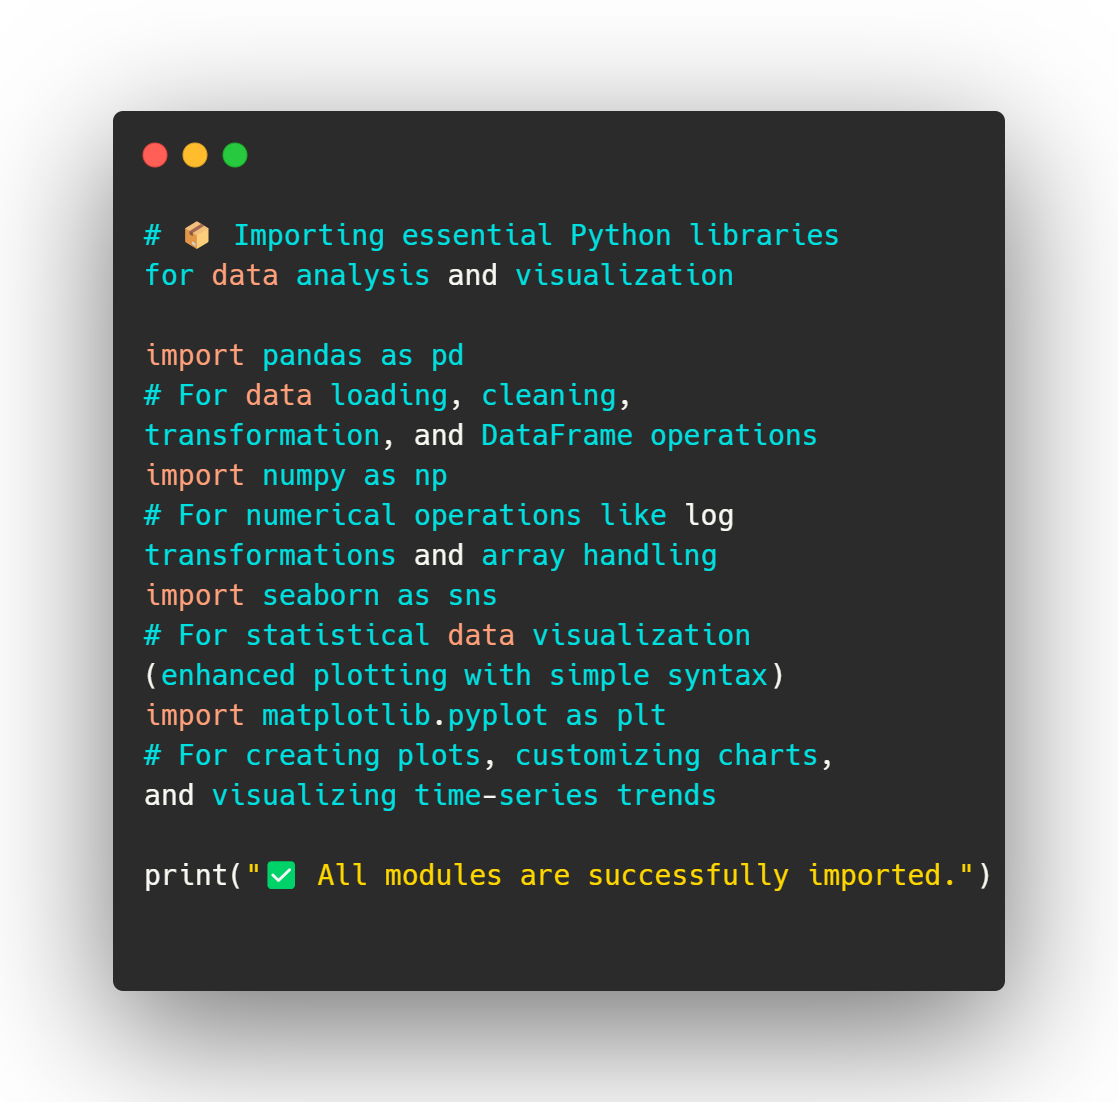 # 📦 Importing essential Python libraries
for data analysis and visualization
import pandas as pd
# For data loading, cleaning,
transformation, and DataFrame operations
import numpy as np
# For numerical operations like log
transformations and array handling
import seaborn as sns
# For statistical data visualization
(enhanced plotting with simple syntax)
import matplotlib.pyplot as plt
# For creating plots, customizing charts,
and visualizing time-series trends
print("✅ All modules are successfully imported.")